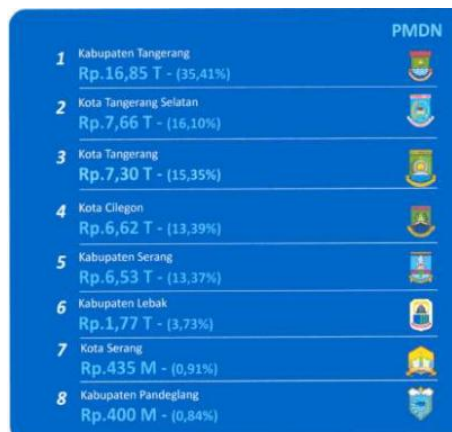 PMDN
1 Kabupaten Tangerang
Rp.16,85 T - (35,41%)
2 Kota Tangerang Selatan
Rp.7,66 T - (16,10%)
3 Kota Tangerang
Rp.7,30 T - (15,35%)
4 Kota Cilegon
Rp.6,62 T - (13,39%)
5 Kabupaten Serang
Rp.6,53 T - (13,37%)
6 Kabupaten Lebak
Rp.1,77 T - (3,73%)
7 Kota Serang
Rp.435 M - (0,91%)
8 Kabupaten Pandeglang
Rp.400 M - (0,84%)